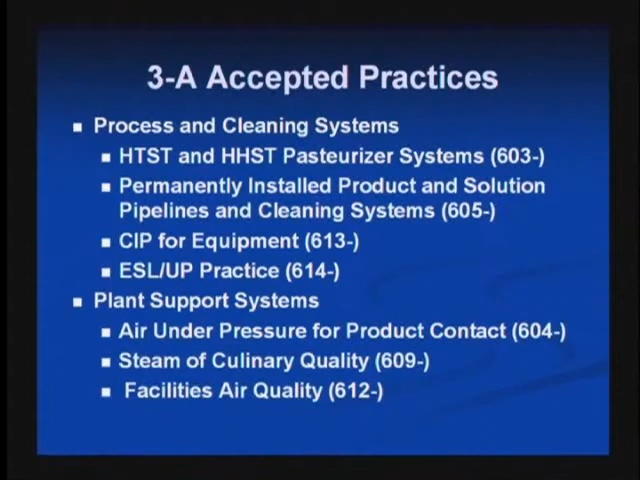 3-A Accepted Practices
Process and Cleaning Systems
HTST and HHST Pasteurizer Systems (603-)
Permanently Installed Product and Solution
Pipelines and Cleaning Systems (605-)
CIP for Equipment (613-)
ESL/UP Practice (614-)
Plant Support Systems
Air Under Pressure for Product Contact (604-)
Steam of Culinary Quality (609-)
Facilities Air Quality (612-)